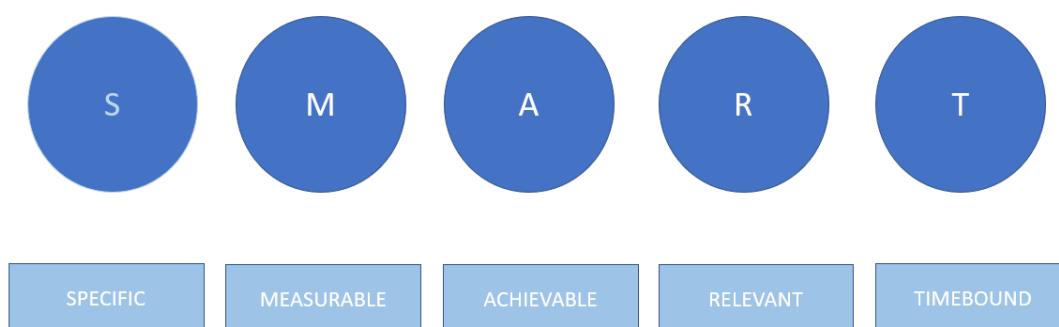 S M A R T
SPECIFIC MEASURABLE ACHIEVABLE RELEVANT TIMEBOUND